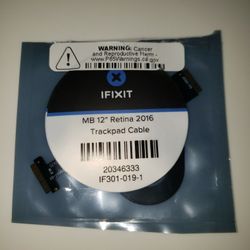 WARNING: Cancer
and Reproductive Harm -
www.P65Warnings.ca.gov
IFIXIT
MB 12" Retina 2016
Trackpad Cable
20346333
IF301-019-1